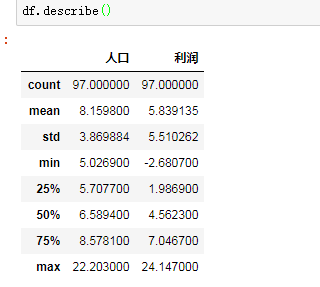 df.describe()
:
人口 利润
count 97.000000 97.000000
mean 8.159800 5.839135
std 3.869884 5.510262
min 5.026900 -2.680700
25% 5.707700 1.986900
50% 6.589400 4.562300
75% 8.578100 7.046700
max 22.203000 24.147000